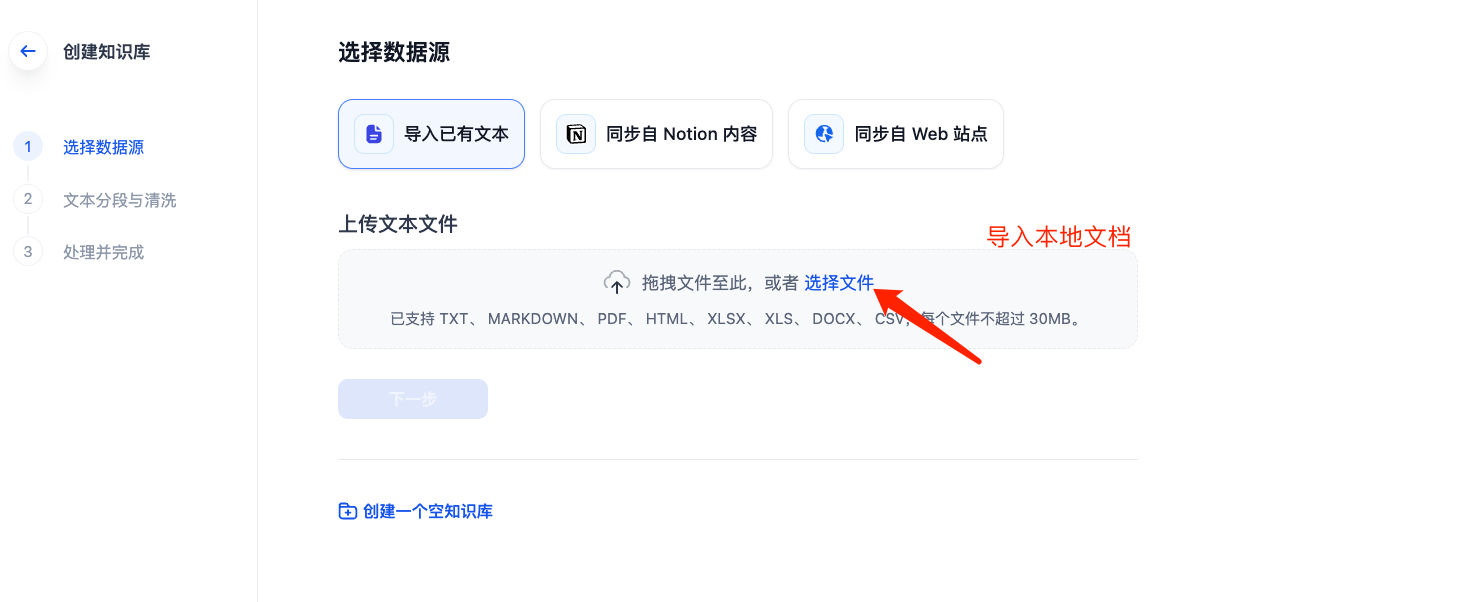 创建知识库
1 选择数据源
2 文本分段与清洗
3 处理并完成
选择数据源
导入已有文本
同步自 Notion 内容
同步自 Web 站点
上传文本文件
导入本地文档
拖拽文件至此，或者 选择文件
已支持 TXT、 MARKDOWN、 PDF、 HTML、 XLSX、 XLS、 DOCX、 CSV，每个文件不超过 30MB。
下一步
创建一个空知识库